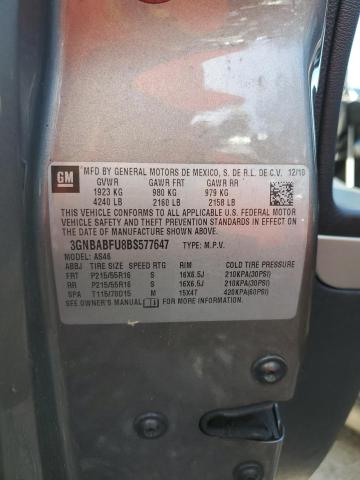 GM
MFD BY GENERAL MOTORS DE MEXICO, S. DE R.L. DE C.V. 12/10
GVWR GAWR FRT GAWR RR
1923 KG 980 KG 979 KG
4240 LB 2160 LB 2158 LB
THIS VEHICLE CONFORMS TO ALL APPLICABLE U.S. FEDERAL MOTOR
VEHICLE SAFETY AND THEFT PREVENTION STANDARDS IN
EFFECT ON THE DATE OF MANUFACTURE SHOWN ABOVE.
3GNBABFU8BS577647 TYPE: M.P.V.
MODEL: AS46
ABBJ TIRE SIZE SPEED RTG RIM COLD TIRE PRESSURE
FRT P215/55R16 S 16X6.5J 210KPA(30PSI)
RR P215/55R16 S 16X6.5J 210KPA(30PSI)
SPA T115/70D15 M 15X4T 420KPA(60PSI)
SEE OWNER'S MANUAL FOR MORE INFORMATION